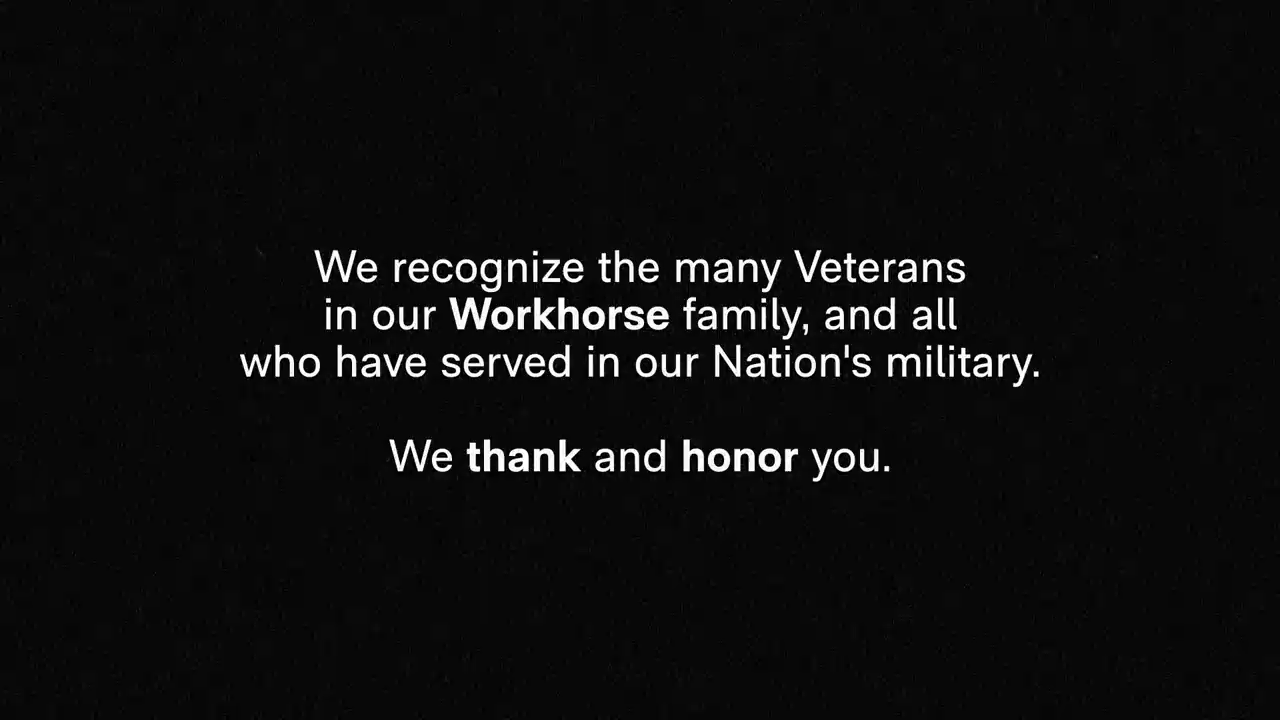 We recognize the many Veterans
in our Workhorse family, and all
who have served in our Nation's military.
We thank and honor you.